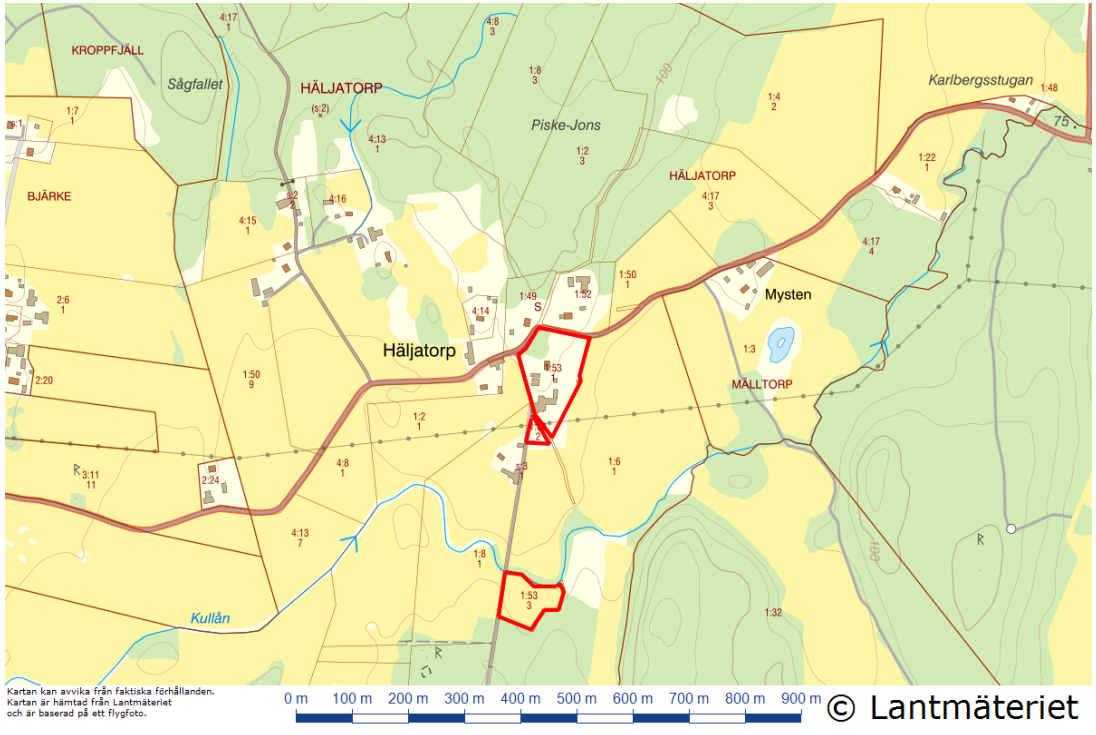 4:17
1
4:8
3
KROPPFJÄLL
Sågfallet
HÄLJATORP
(s:2)
1:8
3
Karlbergsstugan
1:48
1:7
1
s:1
4:13
1
Piske-Jons
1:4
2
75
1:2
3
1:22
1
BJÄRKE
s:2
2
4:16
HÄLJATORP
4:17
3
4:15
1
4:17
4
2:6
1
1:50
9
4:14
1:49
S
1:52
1:50
1
Mysten
Häljatorp
1:3
MÄLLTORP
2:20
1:53
1
1:2
1
2
R
3:11
11
2:24
4:8
1
s:3
1
1:6
1
4:13
7
1:8
1
R
100
100
Kullån
1:53
3
1:32
R
Kartan kan avvika från faktiska förhållanden.
Kartan är hämtad från Lantmäteriet
och är baserad på ett flygfoto.
0 m 100 m 200 m 300 m 400 m 500 m 600 m 700 m 800 m 900 m
© Lantmäteriet